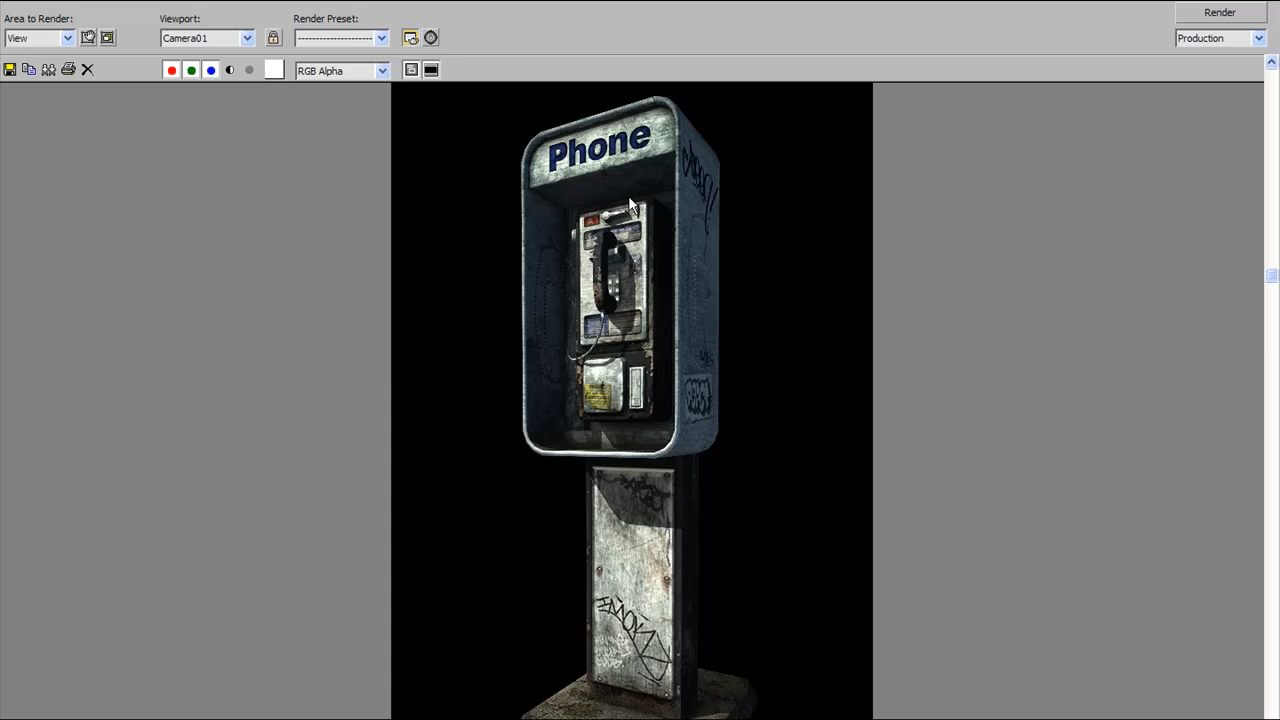 Area to Render:
Viewport:
Render Preset:
Render
View
Camera01
--------------------
Production
RGB Alpha
Phone